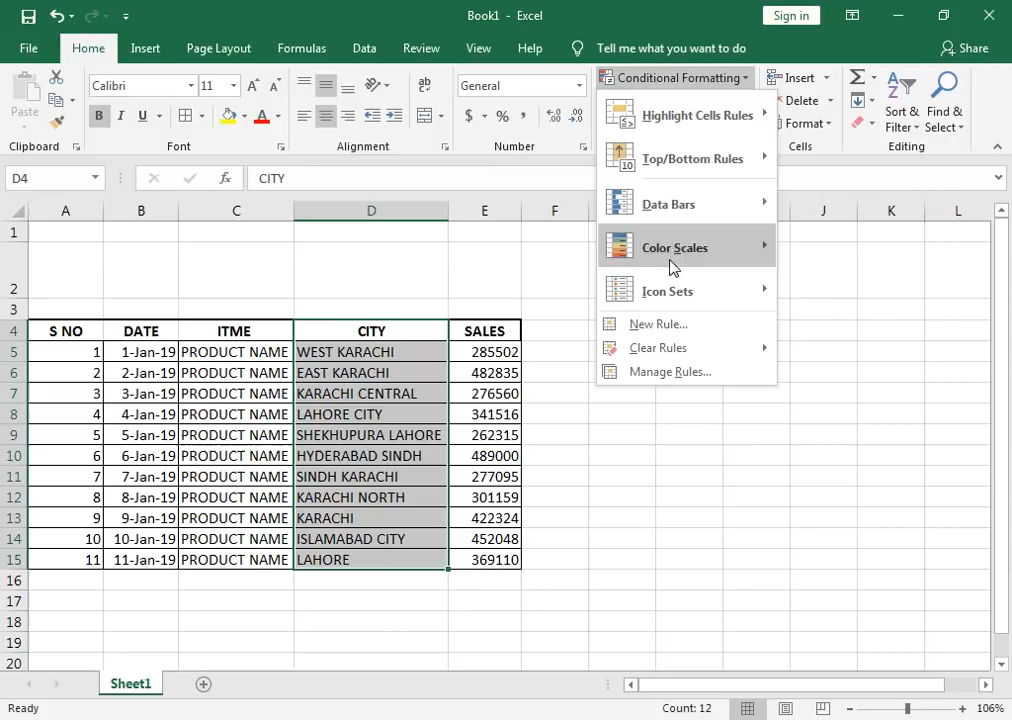 Book1 - Excel
Sign in
File Home Insert Page Layout Formulas Data Review View Help Tell me what you want to do Share
Paste
Calibri 11
B I U
General
$ % ,
Conditional Formatting
Insert
Delete
Format
Sort & Filter
Find & Select
Clipboard Font Alignment Number Cells Editing
Highlight Cells Rules
Top/Bottom Rules
Data Bars
Color Scales
Icon Sets
New Rule...
Clear Rules
Manage Rules...
D4 fx CITY
A B C D E F J K L
1
2
3
4 S NO DATE ITME CITY SALES
5 1 1-Jan-19 PRODUCT NAME WEST KARACHI 285502
6 2 2-Jan-19 PRODUCT NAME EAST KARACHI 482835
7 3 3-Jan-19 PRODUCT NAME KARACHI CENTRAL 276560
8 4 4-Jan-19 PRODUCT NAME LAHORE CITY 341516
9 5 5-Jan-19 PRODUCT NAME SHEKHUPURA LAHORE 262315
10 6 6-Jan-19 PRODUCT NAME HYDERABAD SINDH 489000
11 7 7-Jan-19 PRODUCT NAME SINDH KARACHI 277095
12 8 8-Jan-19 PRODUCT NAME KARACHI NORTH 301159
13 9 9-Jan-19 PRODUCT NAME KARACHI 422324
14 10 10-Jan-19 PRODUCT NAME ISLAMABAD CITY 452048
15 11 11-Jan-19 PRODUCT NAME LAHORE 369110
16
17
18
19
20
Sheet1
Ready Count: 12 106%